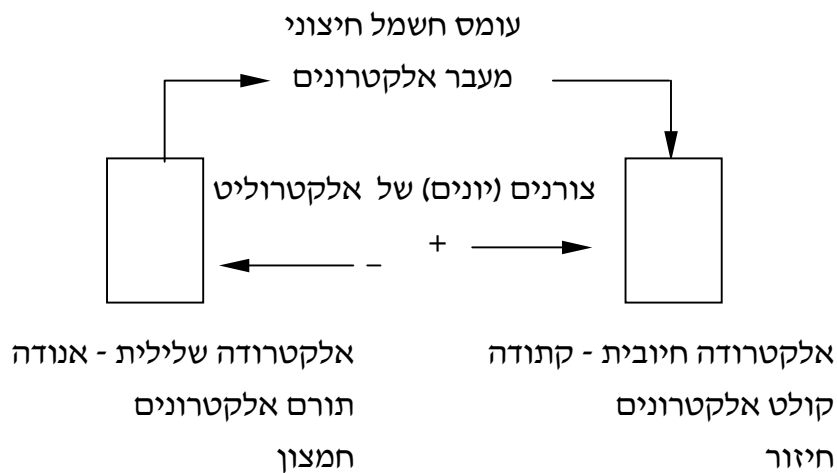 עומס חשמל חיצוני
מעבר אלקטרונים
צורנים (יונים) של אלקטרוליט
+
-
אלקטרודה חיובית - קתודה
קולט אלקטרונים
חיזור
אלקטרודה שלילית - אנודה
תורם אלקטרונים
חמצון